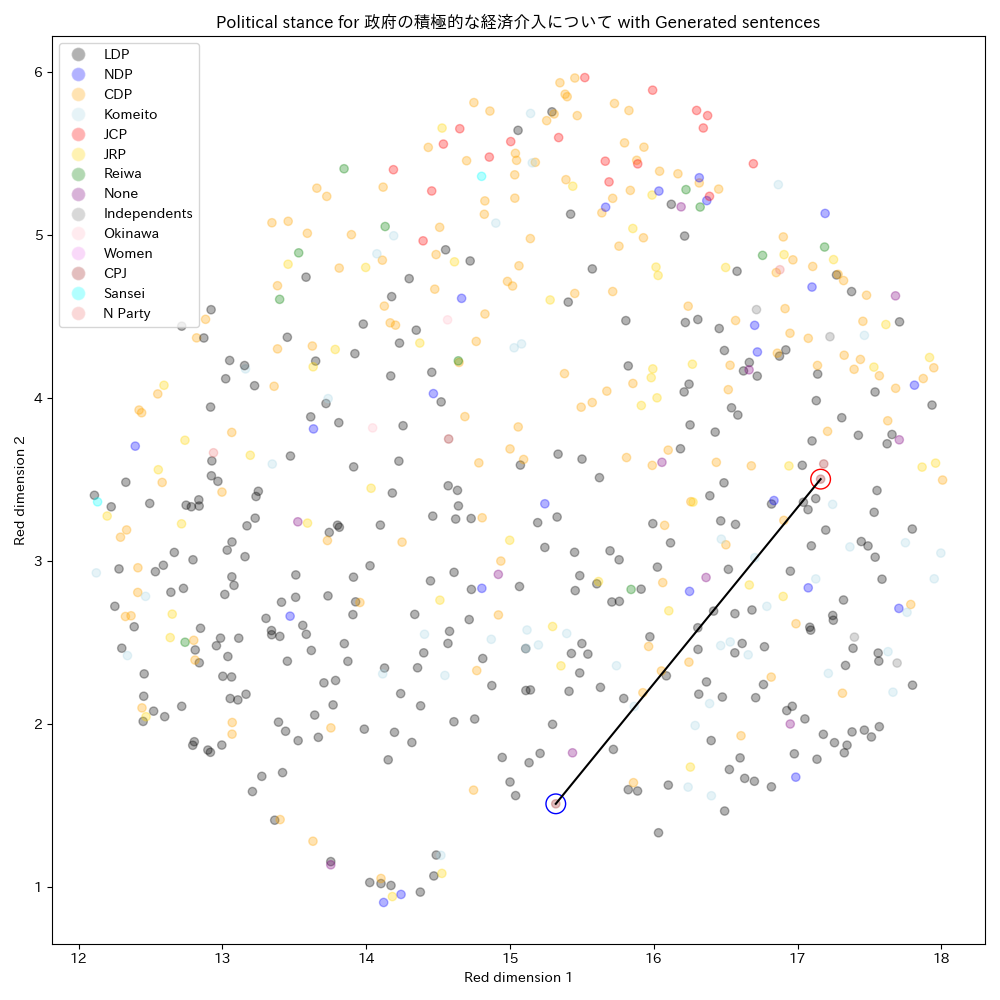 Political stance for 政府の積極的な経済介入について with Generated sentences
LDP
NDP
CDP
Komeito
JCP
JRP
Reiwa
None
Independents
Okinawa
Women
CPJ
Sansei
N Party
6
5
4
3
2
1
Red dimension 2
12
13
14
15
16
17
18
Red dimension 1